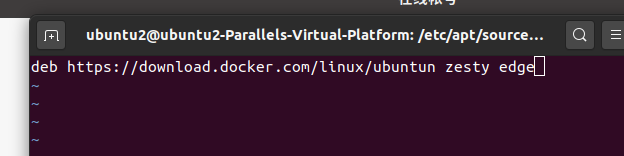 在线帐号
ubuntu2@ubuntu2-Parallels-Virtual-Platform: /etc/apt/source...
deb https://download.docker.com/linux/ubuntun zesty edge
~
~
~
~